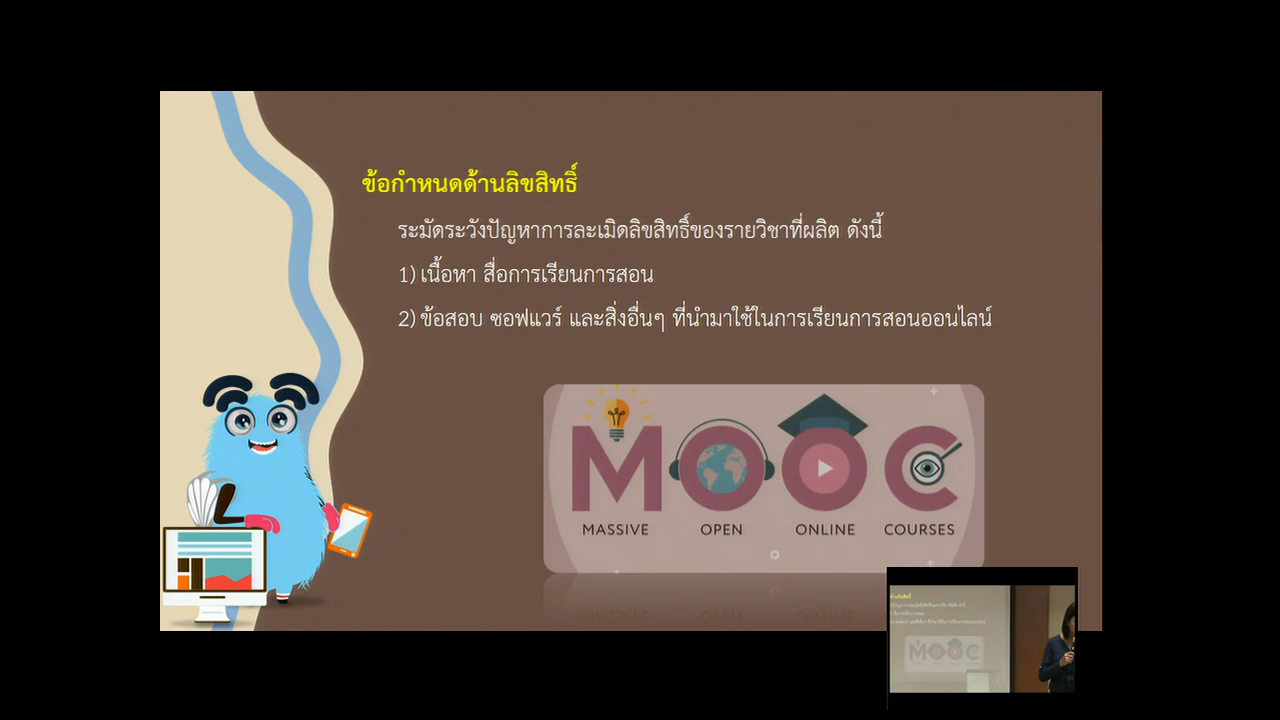 ข้อกำหนดด้านลิขสิทธิ์
ระมัดระวังปัญหาการละเมิดลิขสิทธิ์ของรายวิชาที่ผลิต ดังนี้
1) เนื้อหา สื่อการเรียนการสอน
2) ข้อสอบ ซอฟแวร์ และสิ่งอื่นๆ ที่นำมาใช้ในการเรียนการสอนออนไลน์
MOOC
MASSIVE OPEN ONLINE COURSES
MOOC